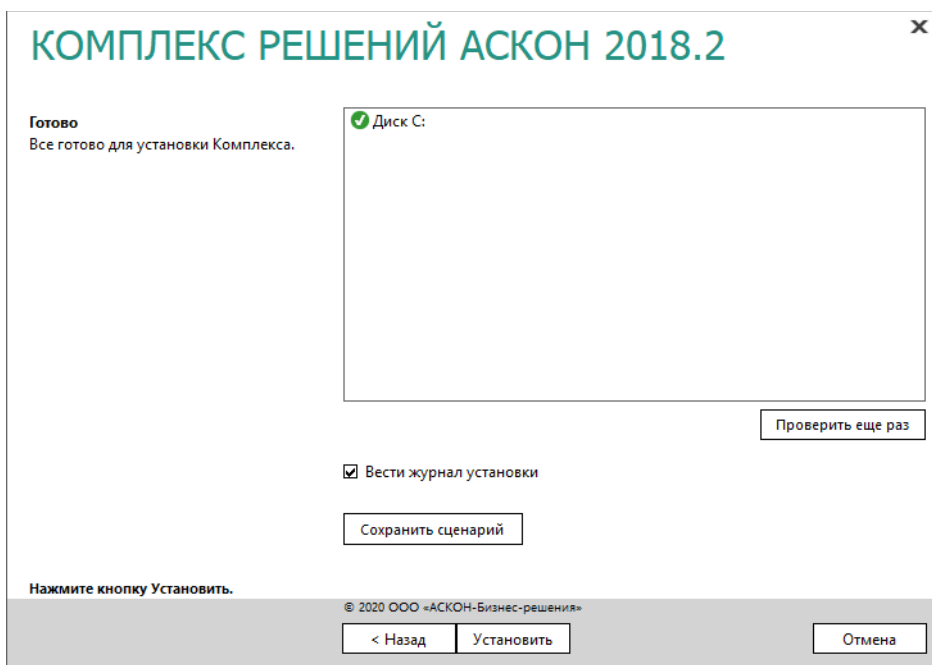 КОМПЛЕКС РЕШЕНИЙ АСКОН 2018.2
x
Готово
Все готово для установки Комплекса.
Диск C:
Проверить еще раз
Вести журнал установки
Сохранить сценарий
Нажмите кнопку Установить.
© 2020 ООО «АСКОН-Бизнес-решения»
< Назад
Установить
Отмена